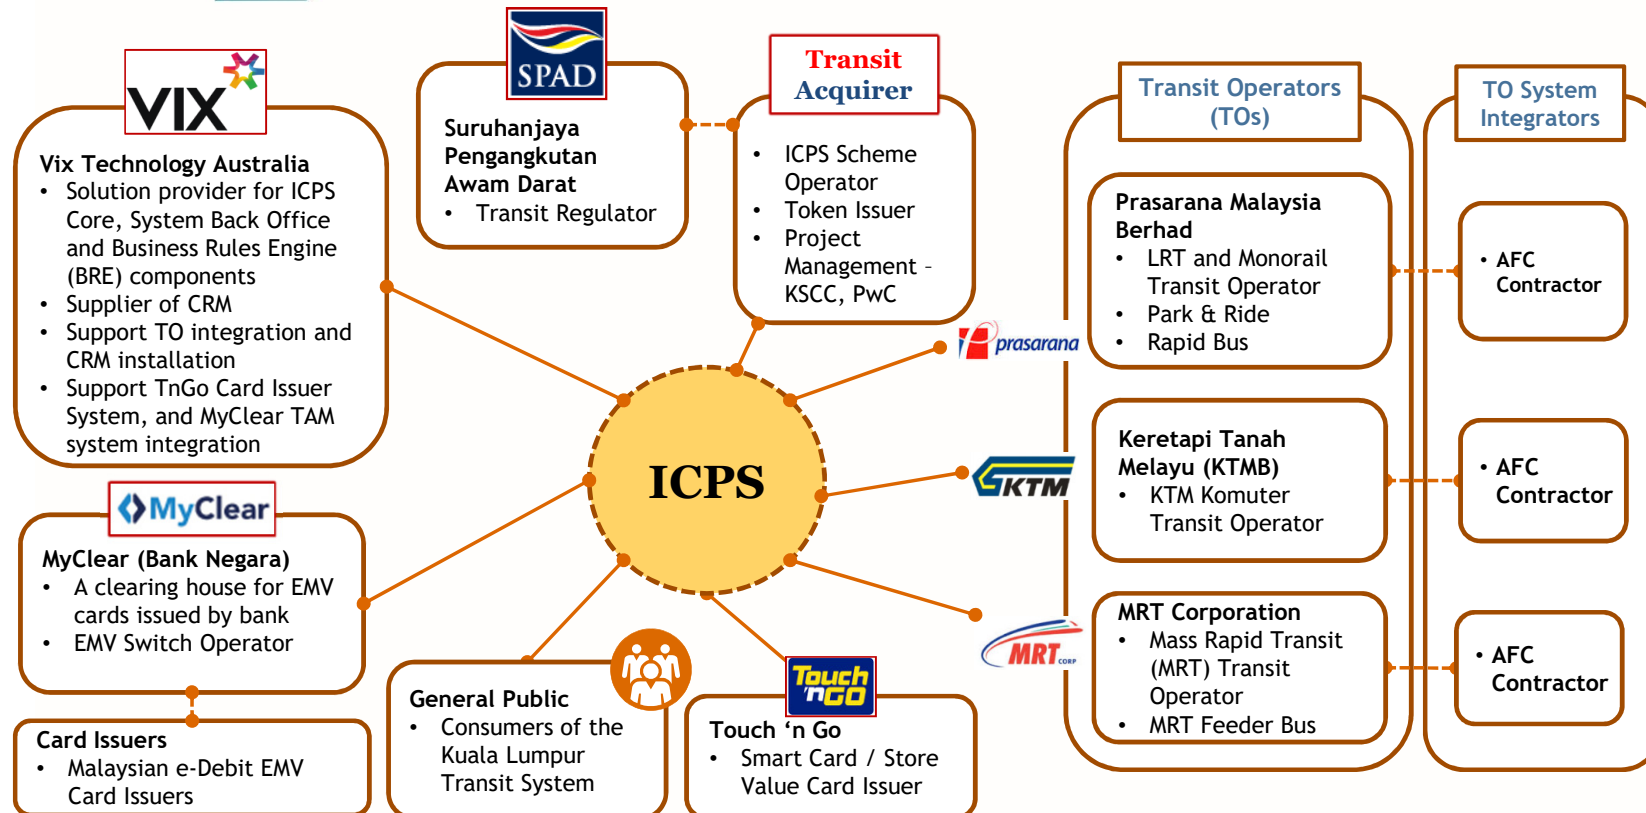 VIX
Vix Technology Australia
• Solution provider for ICPS
Core, System Back Office
and Business Rules Engine
(BRE) components
• Supplier of CRM
• Support TO integration and
CRM installation
• Support TnGo Card Issuer
System, and MyClear TAM
system integration
MyClear
MyClear (Bank Negara)
• A clearing house for EMV
cards issued by bank
• EMV Switch Operator
Card Issuers
• Malaysian e-Debit EMV
Card Issuers
SPAD
Suruhanjaya
Pengangkutan
Awam Darat
• Transit Regulator
Transit
Acquirer
• ICPS Scheme
Operator
• Token Issuer
• Project
Management –
KSCC, PwC
ICPS
General Public
• Consumers of the
Kuala Lumpur
Transit System
Touch
'nGO
Touch ‘n Go
• Smart Card / Store
Value Card Issuer
prasarana
KTM
MRT CORP
Transit Operators
(TOs)
Prasarana Malaysia
Berhad
• LRT and Monorail
Transit Operator
• Park & Ride
• Rapid Bus
Keretapi Tanah
Melayu (KTMB)
• KTM Komuter
Transit Operator
MRT Corporation
• Mass Rapid Transit
(MRT) Transit
Operator
• MRT Feeder Bus
TO System
Integrators
• AFC
Contractor
• AFC
Contractor
• AFC
Contractor